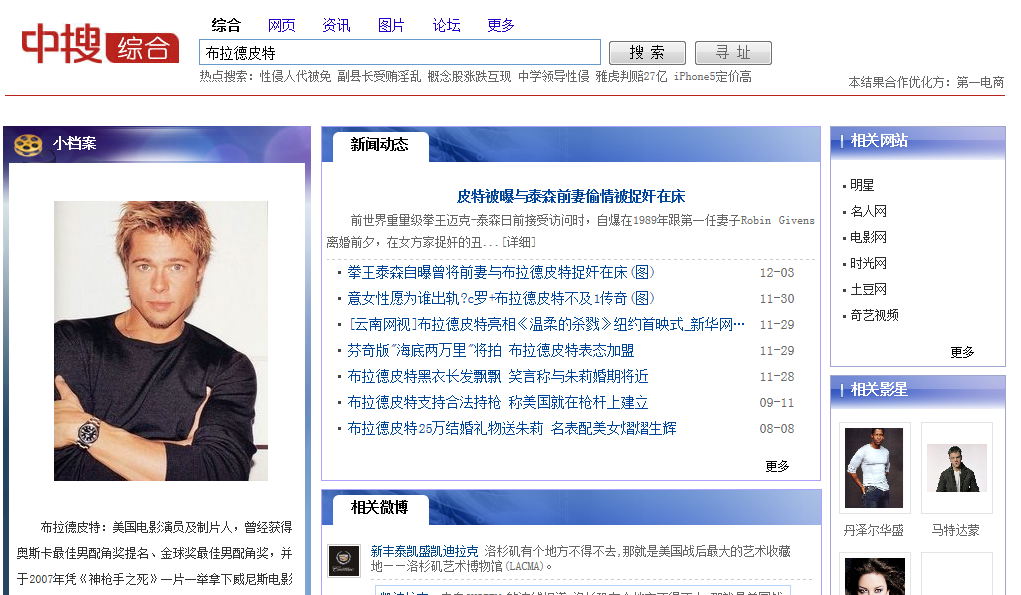 中搜 综合
综合 网页 资讯 图片 论坛 更多
布拉德皮特 搜 索 寻 址
热点搜索: 性侵人代被免 副县长受贿淫乱 概念股涨跌互现 中学领导性侵 雅虎判赔27亿 iPhone5定价高
本结果合作优化方: 第一电商
小档案
布拉德皮特: 美国电影演员及制片人, 曾经获得
奥斯卡最佳男配角奖提名、金球奖最佳男配角奖, 并
于2007年凭《神枪手之死》一片一举拿下威尼斯电影
新闻动态
皮特被曝与泰森前妻偷情被捉奸在床
前世界重量级拳王迈克-泰森日前接受访问时, 自爆在1989年跟第一任妻子Robin Givens
离婚前夕, 在女方家捉奸的丑...[详细]
· 拳王泰森自曝曾将前妻与布拉德皮特捉奸在床(图) 12-03
· 意女性愿为谁出轨?c罗+布拉德皮特不及1传奇(图) 11-30
· [云南网视]布拉德皮特亮相《温柔的杀戮》纽约首映式_新华网… 11-29
· 芬奇版"海底两万里"将拍 布拉德皮特表态加盟 11-29
· 布拉德皮特黑衣长发飘飘 笑言称与朱莉婚期将近 11-28
· 布拉德皮特支持合法持枪 称美国就在枪杆上建立 09-11
· 布拉德皮特25万结婚礼物送朱莉 名表配美女熠熠生辉 08-08
更多
相关微博
新丰泰凯盛凯迪拉克 洛杉矶有个地方不得不去,那就是美国战后最大的艺术收藏
地——洛杉矶艺术博物馆(LACMA)。
相关网站
· 明星
· 名人网
· 电影网
· 时光网
· 土豆网
· 奇艺视频
更多
相关影星
丹泽尔华盛 马特达蒙